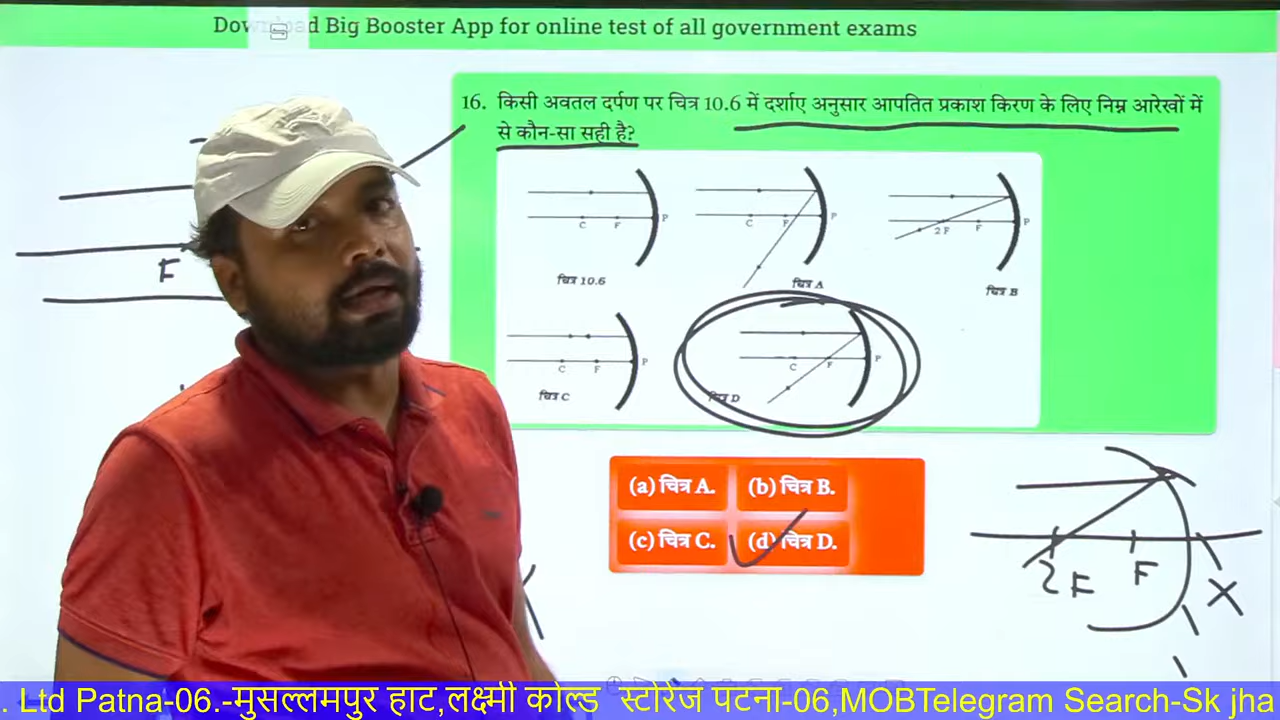 Download Big Booster App for online test of all government exams
16. किसी अवतल दर्पण पर चित्र 10.6 में दर्शाए अनुसार आपतित प्रकाश किरण के लिए निम्न आरेखों में
से कौन-सा सही है?
C F P
चित्र 10.6
C F P
चित्र A
2F F P
चित्र B
C F P
चित्र C
C F P
चित्र D
(a) चित्र A.
(b) चित्र B.
(c) चित्र C.
(d) चित्र D.
F
2F F X
. Ltd Patna-06.-मुसल्लमपुर हाट,लक्ष्मी कोल्ड स्टोरेज पटना-06,MOBTelegram Search-Sk jha